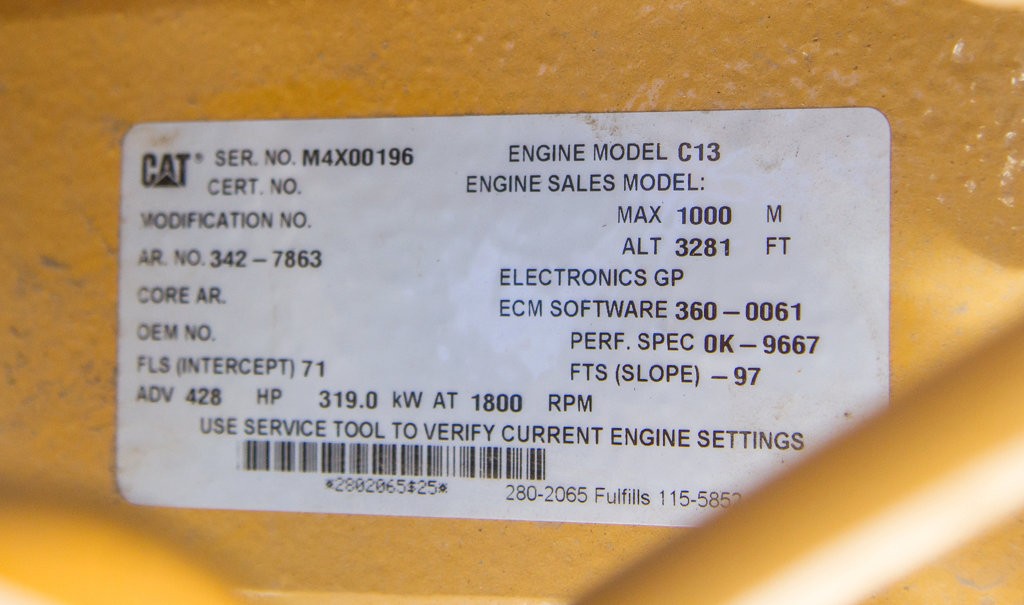 CAT® SER. NO. M4X00196 ENGINE MODEL C13
CERT. NO. ENGINE SALES MODEL:
MODIFICATION NO. MAX 1000 M
ALT 3281 FT
AR. NO. 342-7863
ELECTRONICS GP
CORE AR. ECM SOFTWARE 360-0061
OEM NO. PERF. SPEC 0K-9667
FLS (INTERCEPT) 71 FTS (SLOPE) -97
ADV 428 HP 319.0 kW AT 1800 RPM
USE SERVICE TOOL TO VERIFY CURRENT ENGINE SETTINGS
*2802065$25*
280-2065 Fulfills 115-5852